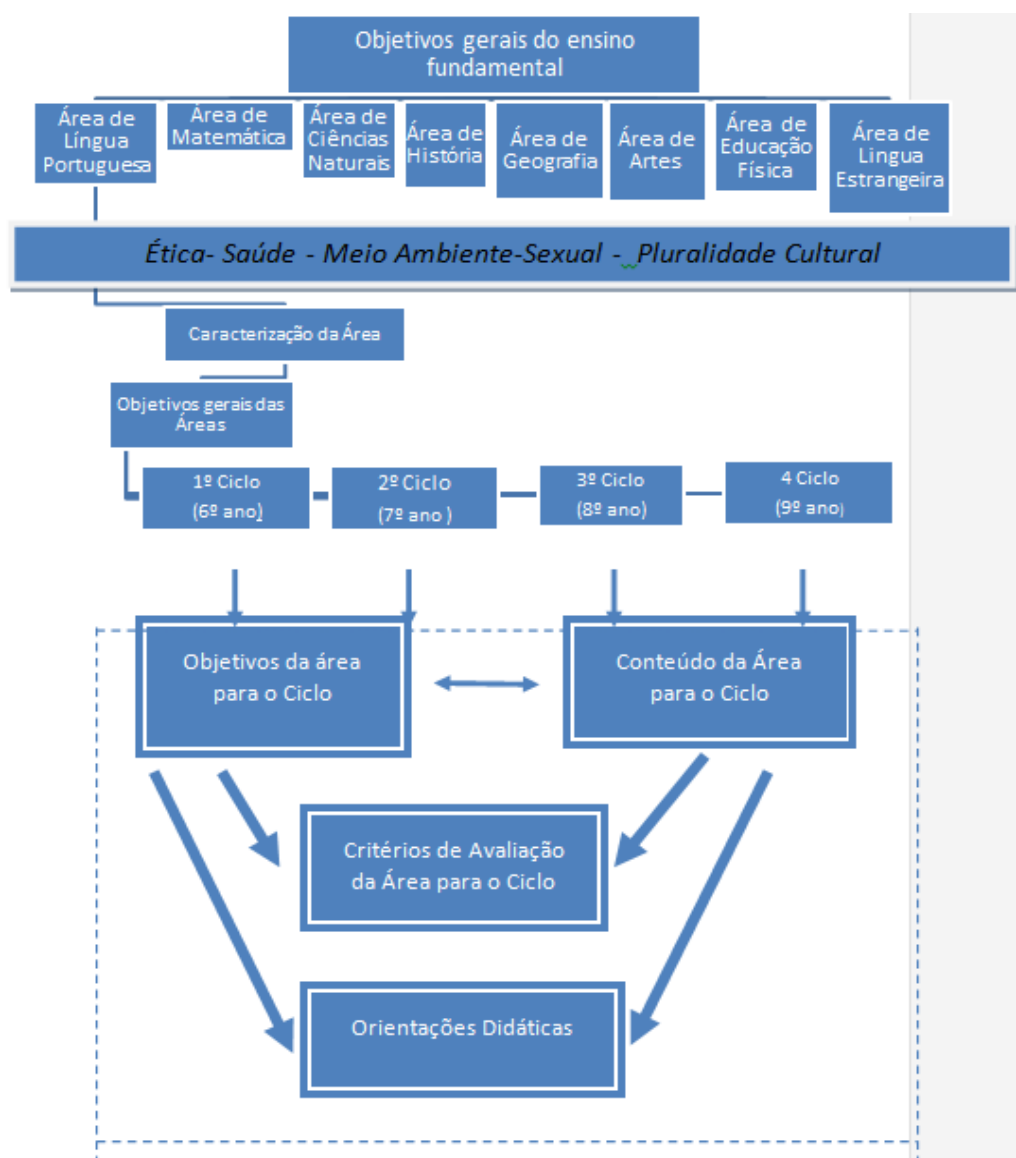 Objetivos gerais do ensino
fundamental
Área de
Língua
Portuguesa
Área de
Matemática
Área de
Ciências
Naturais
Área de
História
Área de
Geografia
Área de
Artes
Área de
Educação
Física
Área de
Lingua
Estrangeira
Ética- Saúde - Meio Ambiente-Sexual - Pluralidade Cultural
Caracterização da Área
Objetivos gerais das
Áreas
1º Ciclo
(6º ano)
2º Ciclo
(7º ano )
3º Ciclo
(8º ano)
4 Ciclo
(9º ano)
Objetivos da área
para o Ciclo
Conteúdo da Área
para o Ciclo
Critérios de Avaliação
da Área para o Ciclo
Orientações Didáticas